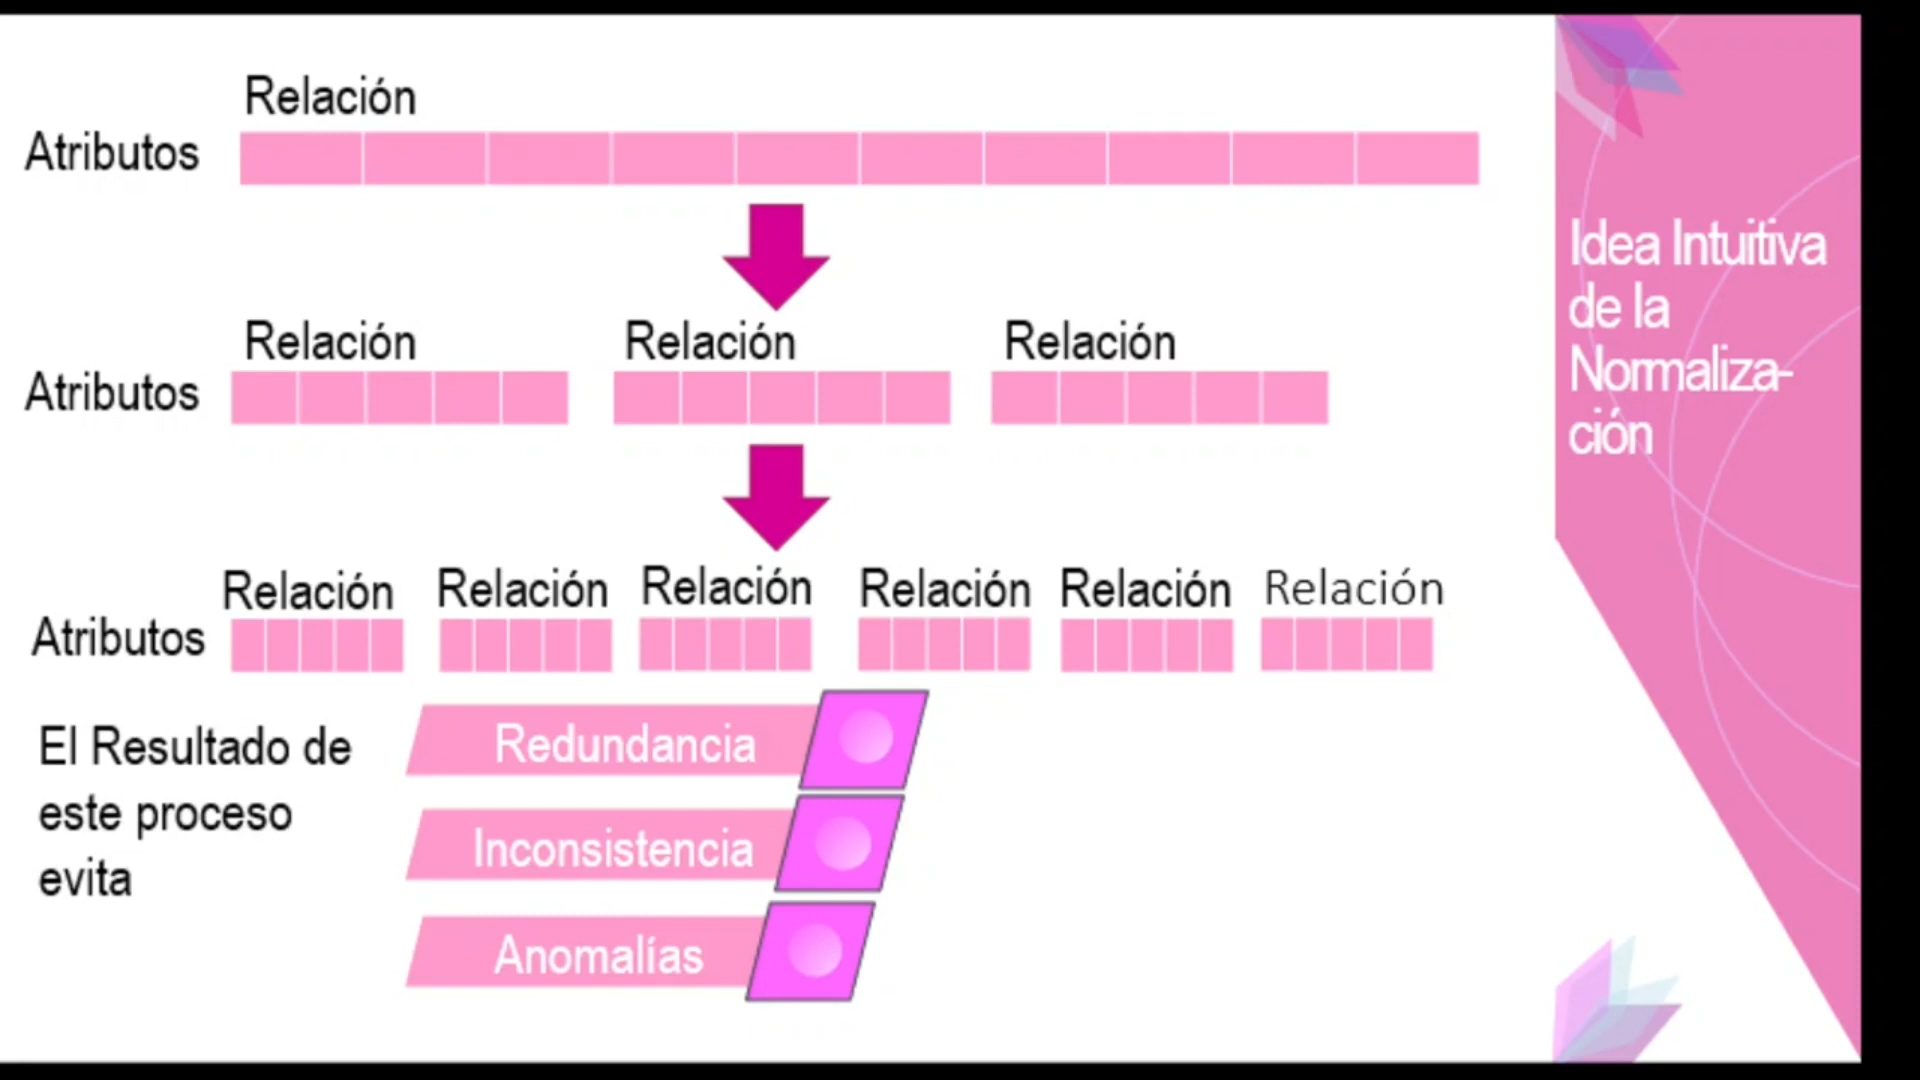 Relación
Atributos
Relación Relación Relación
Atributos
Relación Relación Relación Relación Relación Relación
Atributos
El Resultado de
este proceso
evita
Redundancia
Inconsistencia
Anomalías
Idea Intuitiva
de la
Normaliza-
ción